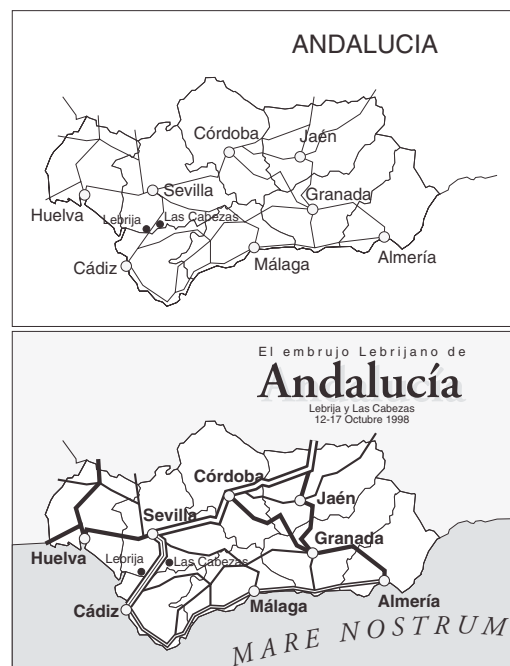 ANDALUCIA
Córdoba
Jaén
Sevilla
Granada
Huelva
Lebrija
Las Cabezas
Cádiz
Málaga
Almería
El embrujo Lebrijano de
Andalucía
Lebrija y Las Cabezas
12-17 Octubre 1998
Córdoba
Jaén
Sevilla
Granada
Huelva
Lebrija
Las Cabezas
Cádiz
Málaga
Almería
MARE NOSTRUM